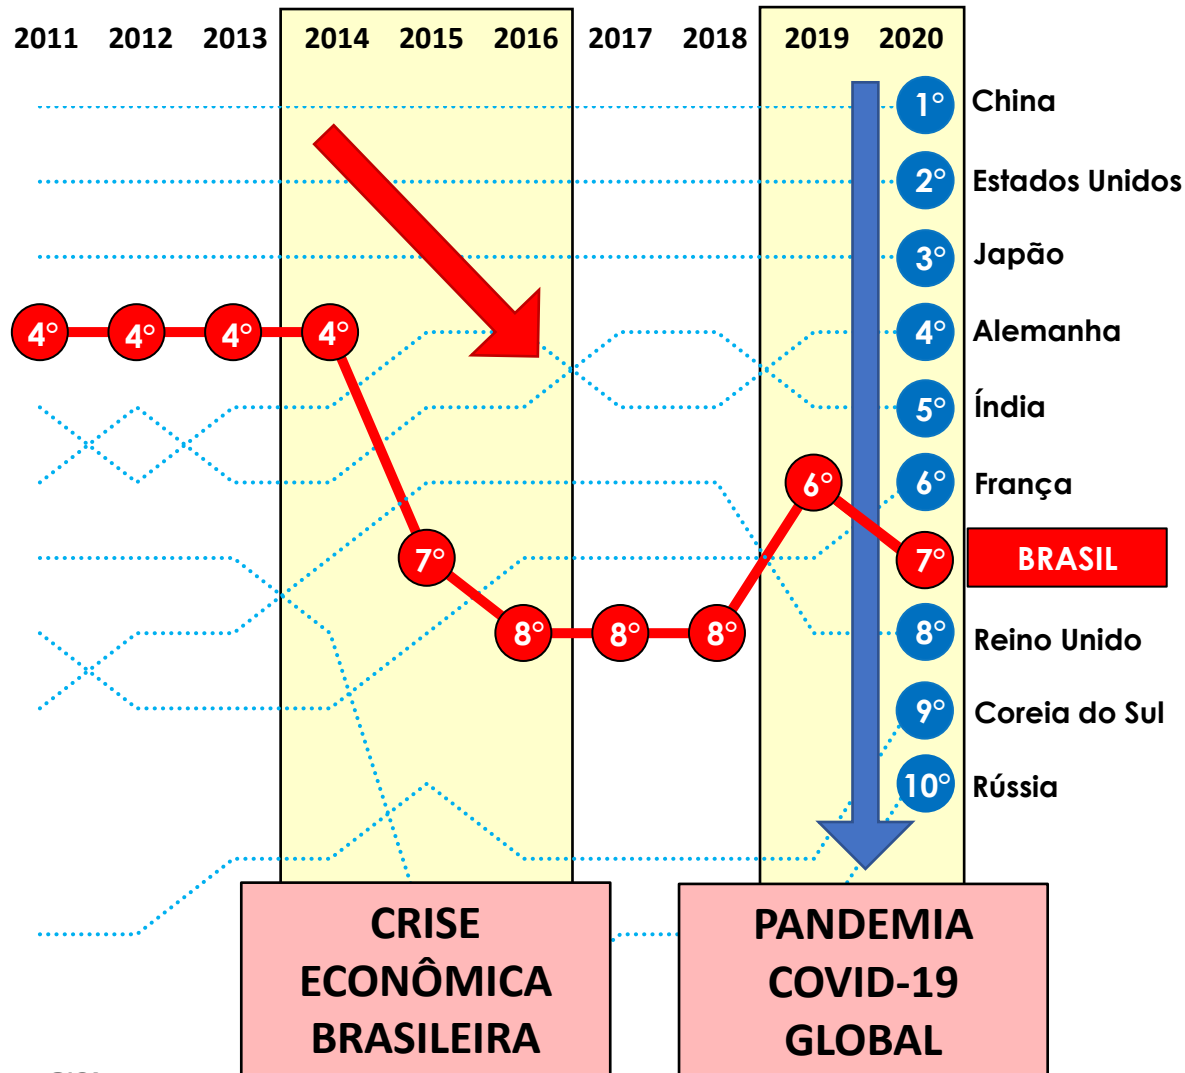 2011 2012 2013 2014 2015 2016 2017 2018 2019 2020
1° China
2° Estados Unidos
3° Japão
4° 4° 4° 4° 4° Alemanha
5° Índia
6° 6° França
7° 7° BRASIL
8° 8° 8° 8° Reino Unido
9° Coreia do Sul
10° Rússia
CRISE
ECONÔMICA
BRASILEIRA
PANDEMIA
COVID-19
GLOBAL